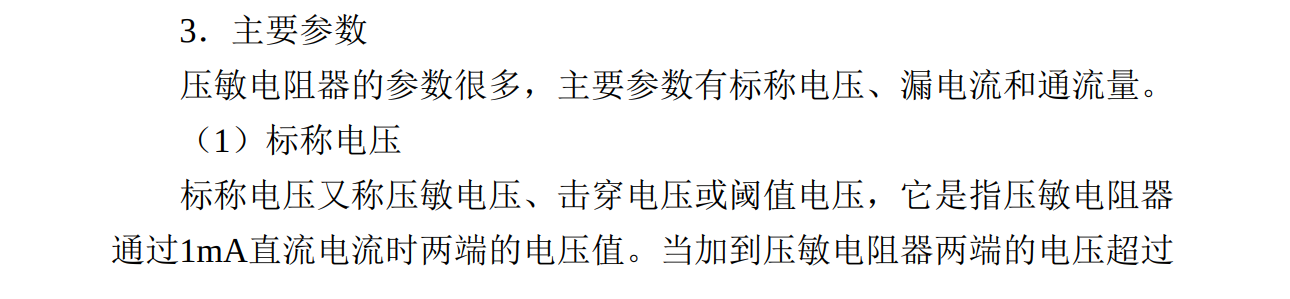 3．主要参数
压敏电阻器的参数很多，主要参数有标称电压、漏电流和通流量。
（1）标称电压
标称电压又称压敏电压、击穿电压或阈值电压，它是指压敏电阻器
通过1mA直流电流时两端的电压值。当加到压敏电阻器两端的电压超过